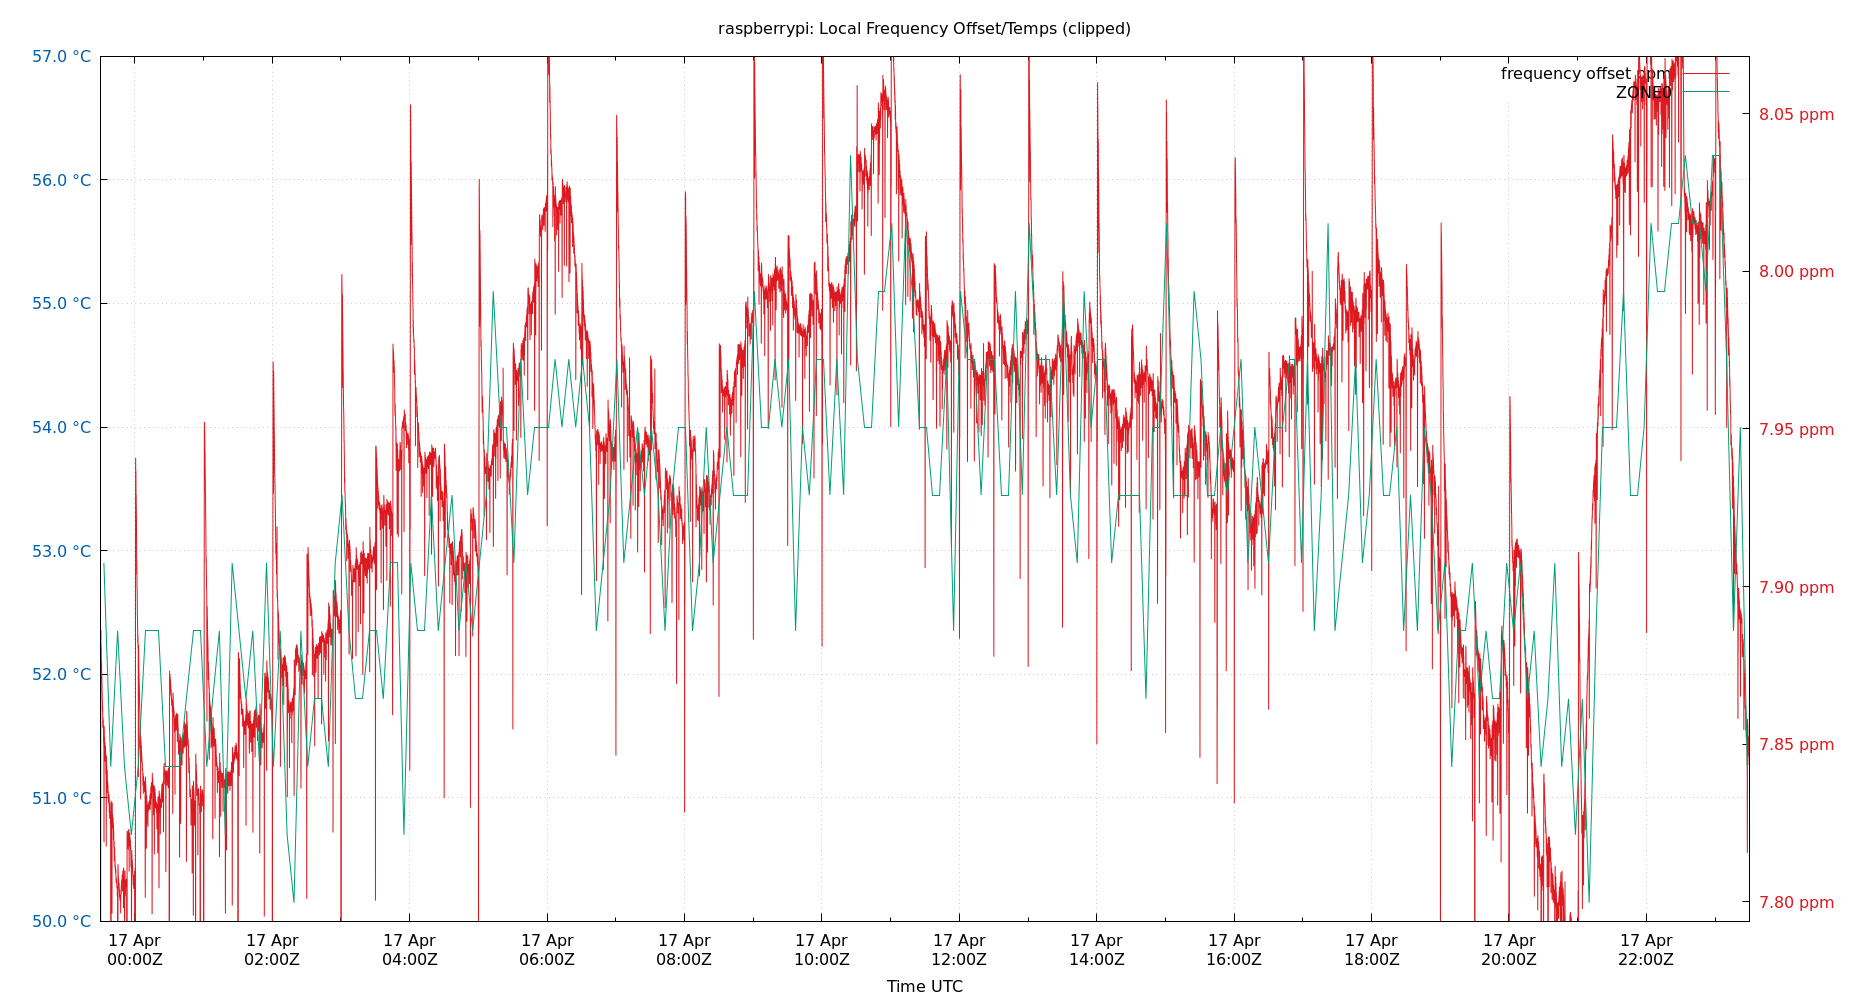 raspberrypi: Local Frequency Offset/Temps (clipped)
57.0 °C
56.0 °C
55.0 °C
54.0 °C
53.0 °C
52.0 °C
51.0 °C
50.0 °C
frequency offset ppm
ZONE0
8.05 ppm
8.00 ppm
7.95 ppm
7.90 ppm
7.85 ppm
7.80 ppm
17 Apr 17 Apr 17 Apr 17 Apr 17 Apr 17 Apr 17 Apr 17 Apr 17 Apr 17 Apr 17 Apr 17 Apr
00:00Z 02:00Z 04:00Z 06:00Z 08:00Z 10:00Z 12:00Z 14:00Z 16:00Z 18:00Z 20:00Z 22:00Z
Time UTC